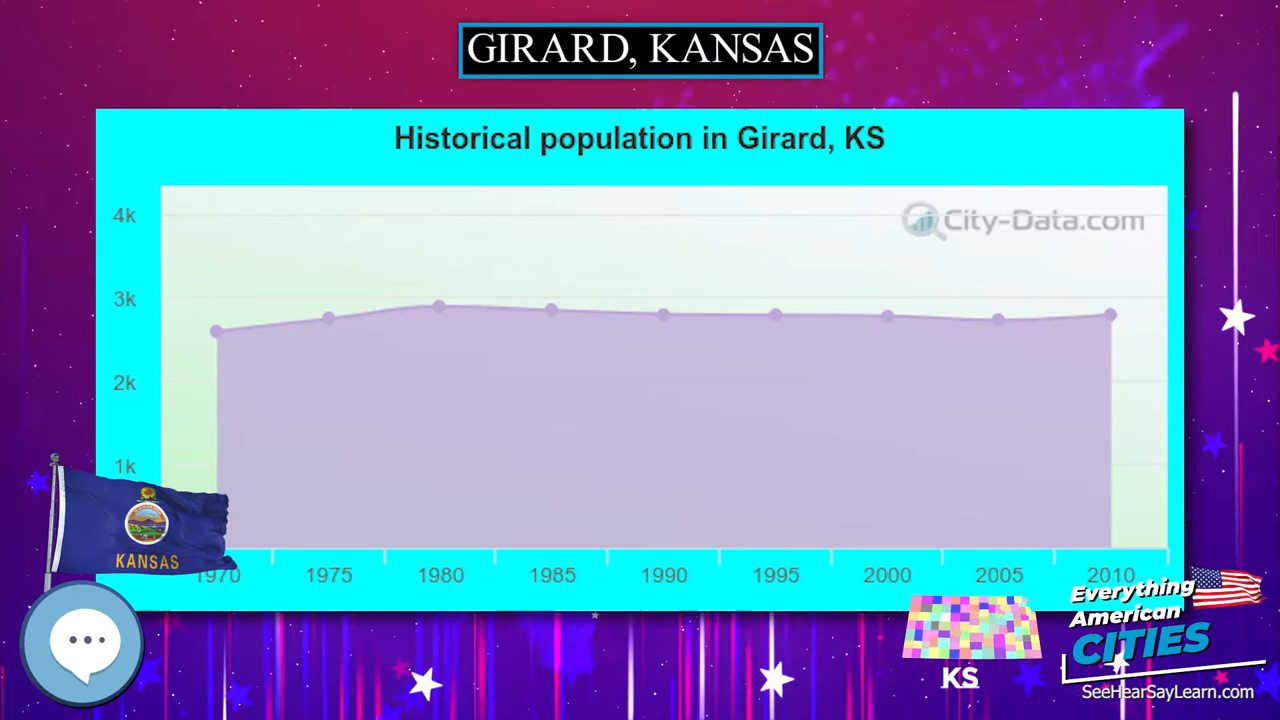 GIRARD, KANSAS
Historical population in Girard, KS
City-Data.com
4k
3k
2k
1k
KANSAS
1970 1975 1980 1985 1990 1995 2000 2005 2010
KS
Everything
American
CITIES
SeeHearSayLearn.com